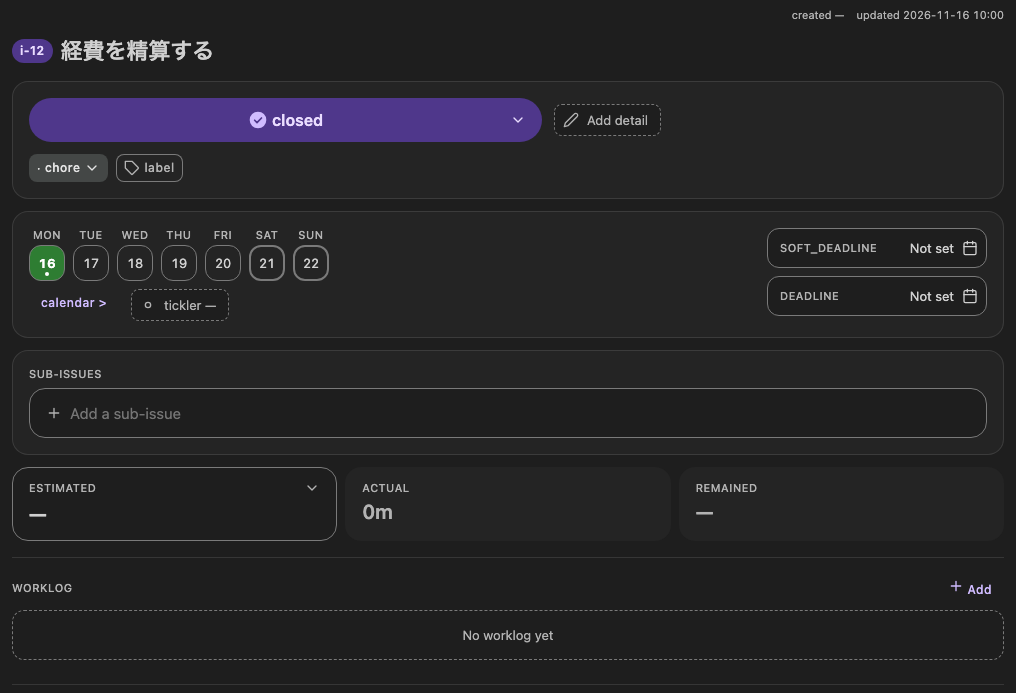 created — updated 2026-11-16 10:00
i-12 経費を精算する
closed
Add detail
· chore
label
MON TUE WED THU FRI SAT SUN
16 17 18 19 20 21 22
calendar >
tickler —
SOFT_DEADLINE Not set
DEADLINE Not set
SUB-ISSUES
+ Add a sub-issue
ESTIMATED
—
ACTUAL
0m
REMAINED
—
WORKLOG
+ Add
No worklog yet